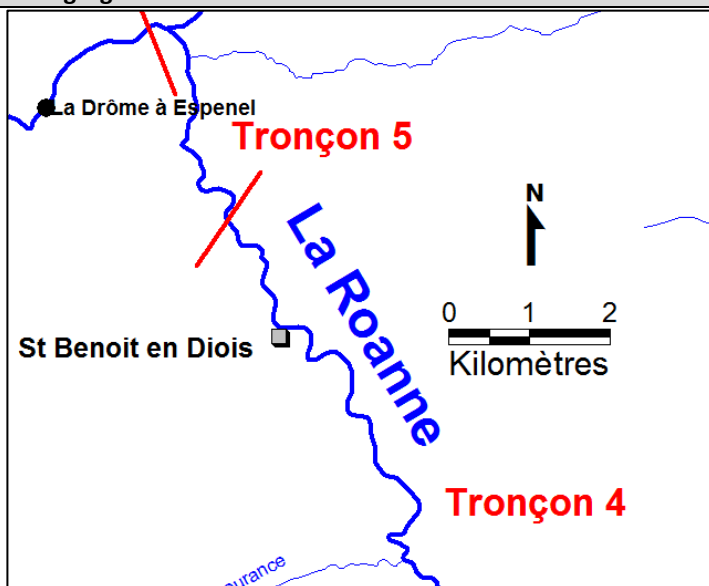 La Drôme à Espenel
Tronçon 5
La Roanne
N
0 1 2
Kilomètres
St Benoit en Diois
Tronçon 4